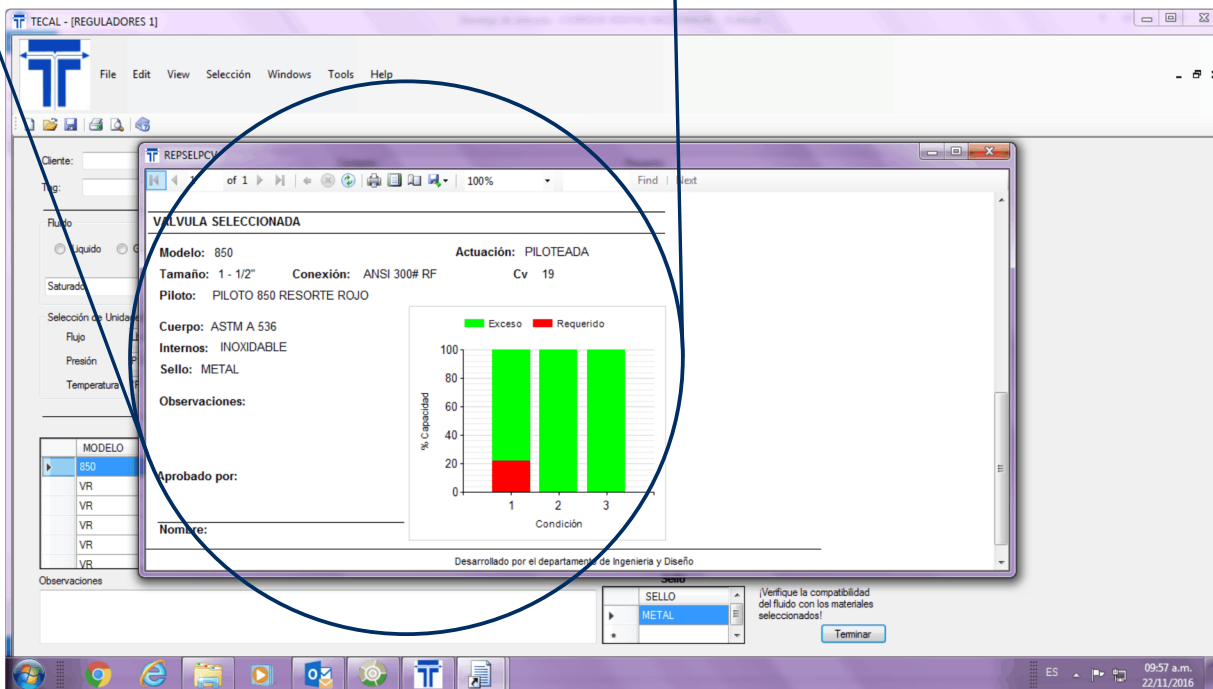 TECAL - [REGULADORES 1]
File Edit View Selección Windows Tools Help
Cliente:
Tag:
Fluido
Liquido
Saturado
Selección de Unidade
Flujo
Presión
Temperatura
MODELO
850
VR
VR
VR
VR
VR
REPSELPCV
of 1 100% Find | Next
VALVULA SELECCIONADA
Modelo: 850 Actuación: PILOTEADA
Tamaño: 1 - 1/2" Conexión: ANSI 300# RF Cv 19
Piloto: PILOTO 850 RESORTE ROJO
Cuerpo: ASTM A 536
Internos: INOXIDABLE
Sello: METAL
Observaciones:
Aprobado por:
Nombre:
Exceso Requerido
% Capacidad
100
80
60
40
20
0
1 2 3
Condición
Desarrollado por el departamento de Ingenieria y Diseño
Observaciones
Sello
SELLO
METAL
¡Verifique la compatibilidad
del fluido con los materiales
seleccionados!
Terminar
ES 09:57 a.m.
22/11/2016